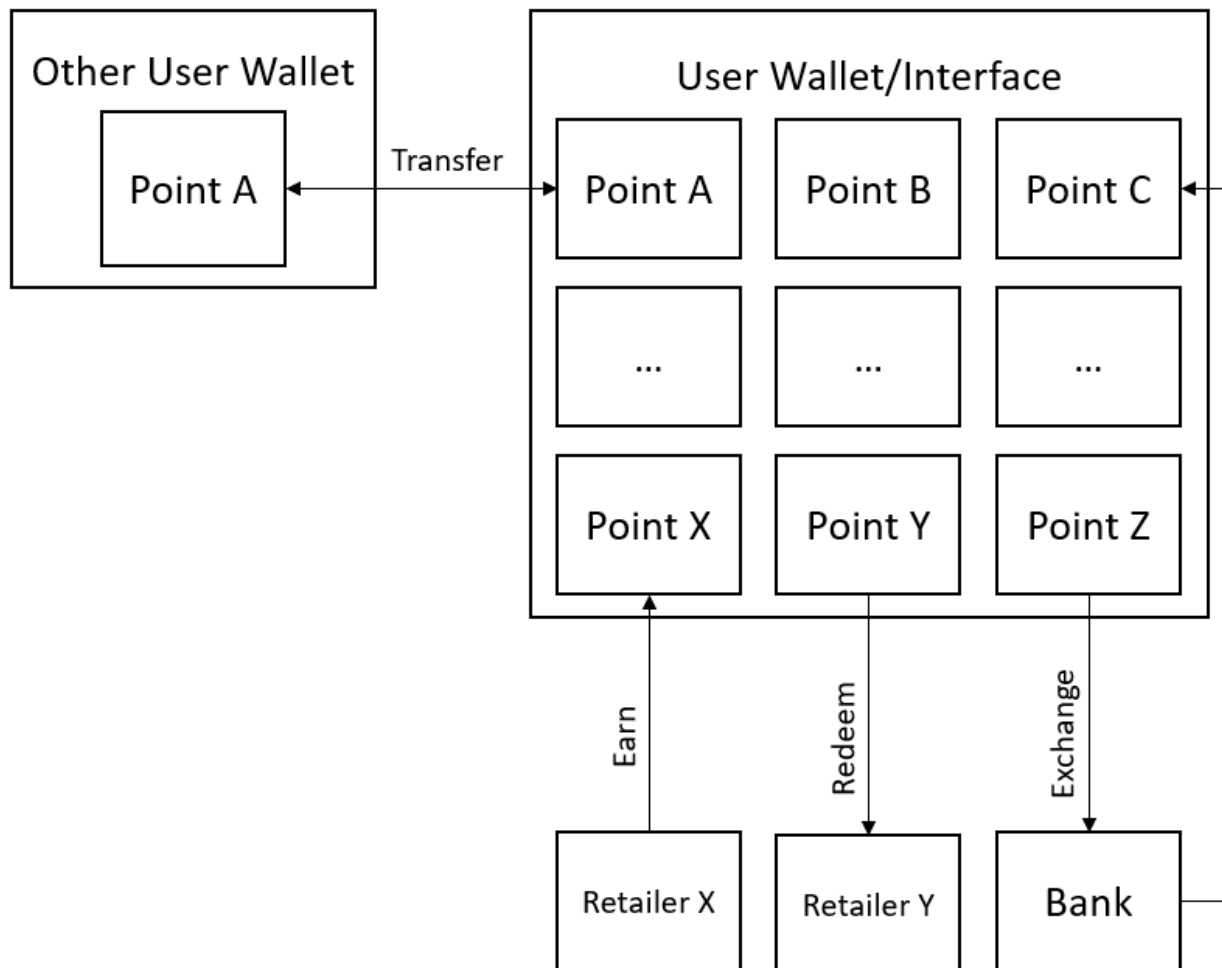 Other User Wallet
User Wallet/Interface
Point A
Transfer
Point A
Point B
Point C
...
...
...
Point X
Point Y
Point Z
Earn
Redeem
Exchange
Retailer X
Retailer Y
Bank